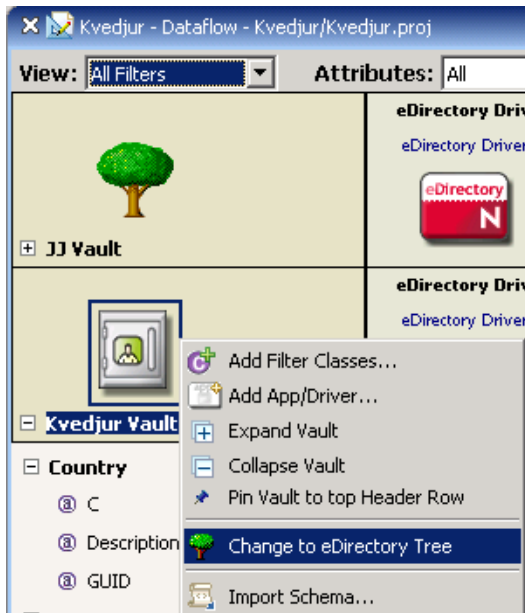 Kvedjur - Dataflow - Kvedjur/Kvedjur.proj
View: All Filters Attributes: All
eDirectory Driv
eDirectory Driver
eDirectory
N
JJ Vault
eDirectory Driv
eDirectory Driver
Kvedjur Vault
Add Filter Classes...
Add App/Driver...
Expand Vault
Collapse Vault
Pin Vault to top Header Row
Change to eDirectory Tree
Import Schema...
Country
C
Description
GUID